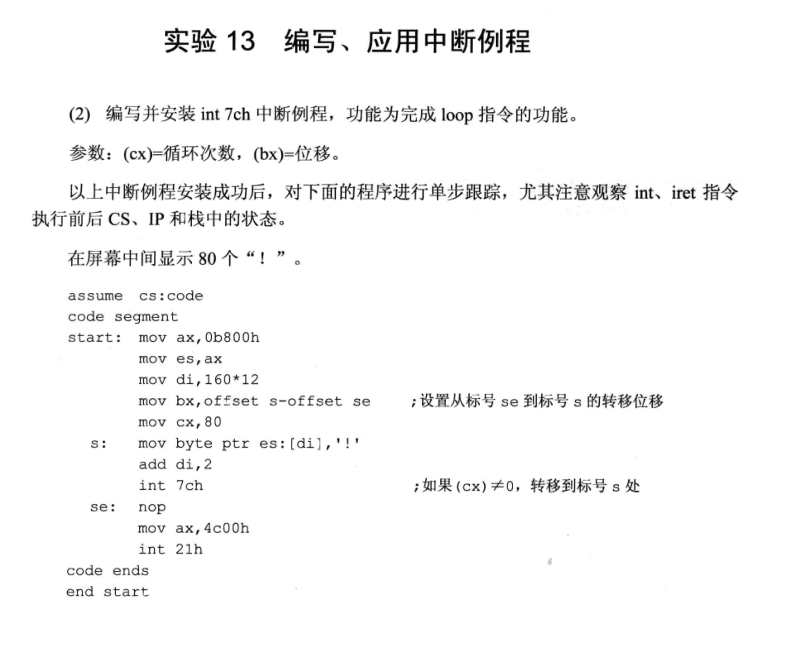 实验 13 编写、应用中断例程
(2) 编写并安装 int 7ch 中断例程，功能为完成 loop 指令的功能。
参数：(cx)=循环次数，(bx)=位移。
以上中断例程安装成功后，对下面的程序进行单步跟踪，尤其注意观察 int、iret 指令
执行前后 CS、IP 和栈中的状态。
在屏幕中间显示 80 个“！”。
assume cs:code
code segment
start: mov ax,0b800h
mov es,ax
mov di,160*12
mov bx,offset s-offset se ;设置从标号 se 到标号 s 的转移位移
mov cx,80
s: mov byte ptr es:[di],'!'
add di,2
int 7ch ;如果(cx)≠0，转移到标号 s 处
se: nop
mov ax,4c00h
int 21h
code ends
end start